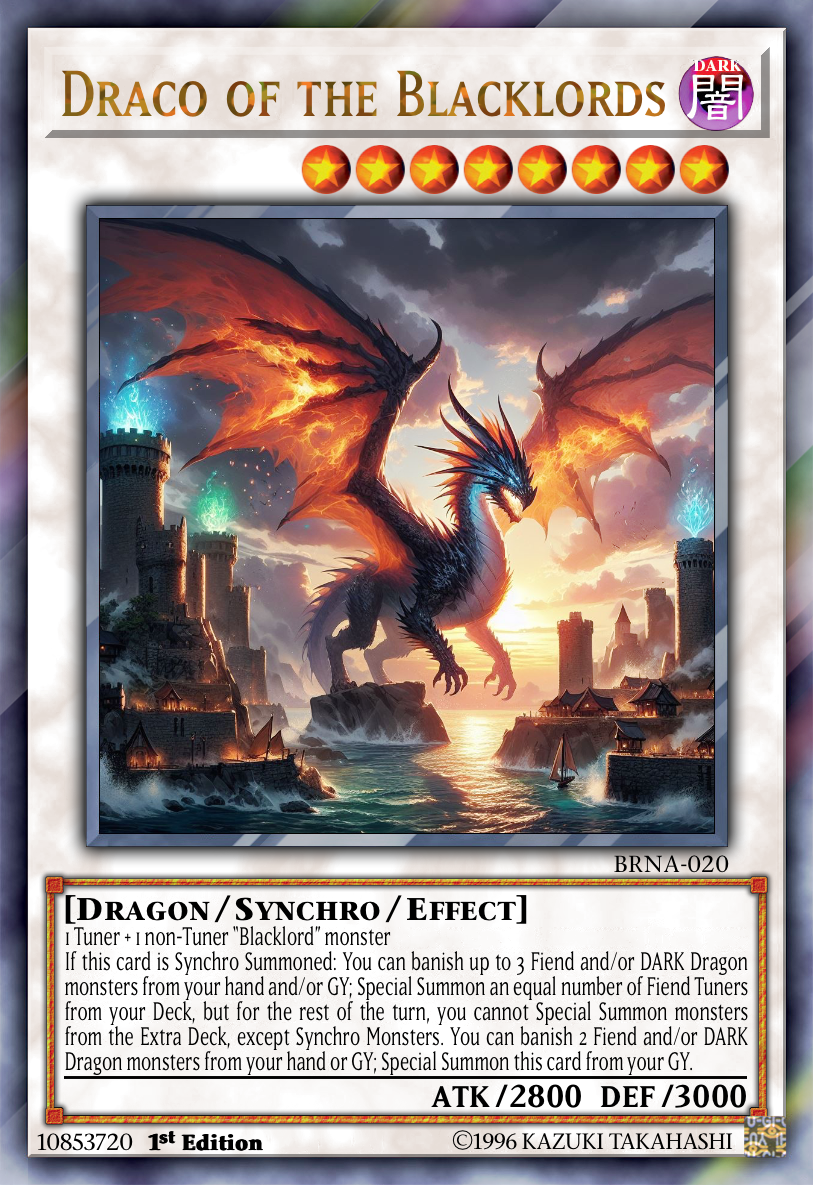 Draco of the Blacklords
DARK
闇
BRNA-020
[Dragon/Synchro/Effect]
1 Tuner + 1 non-Tuner "Blacklord" monster
If this card is Synchro Summoned: You can banish up to 3 Fiend and/or DARK Dragon
monsters from your hand and/or GY; Special Summon an equal number of Fiend Tuners
from your Deck, but for the rest of the turn, you cannot Special Summon monsters
from the Extra Deck, except Synchro Monsters. You can banish 2 Fiend and/or DARK
Dragon monsters from your hand or GY; Special Summon this card from your GY.
ATK/2800 DEF/3000
10853720 1st Edition ©1996 KAZUKI TAKAHASHI